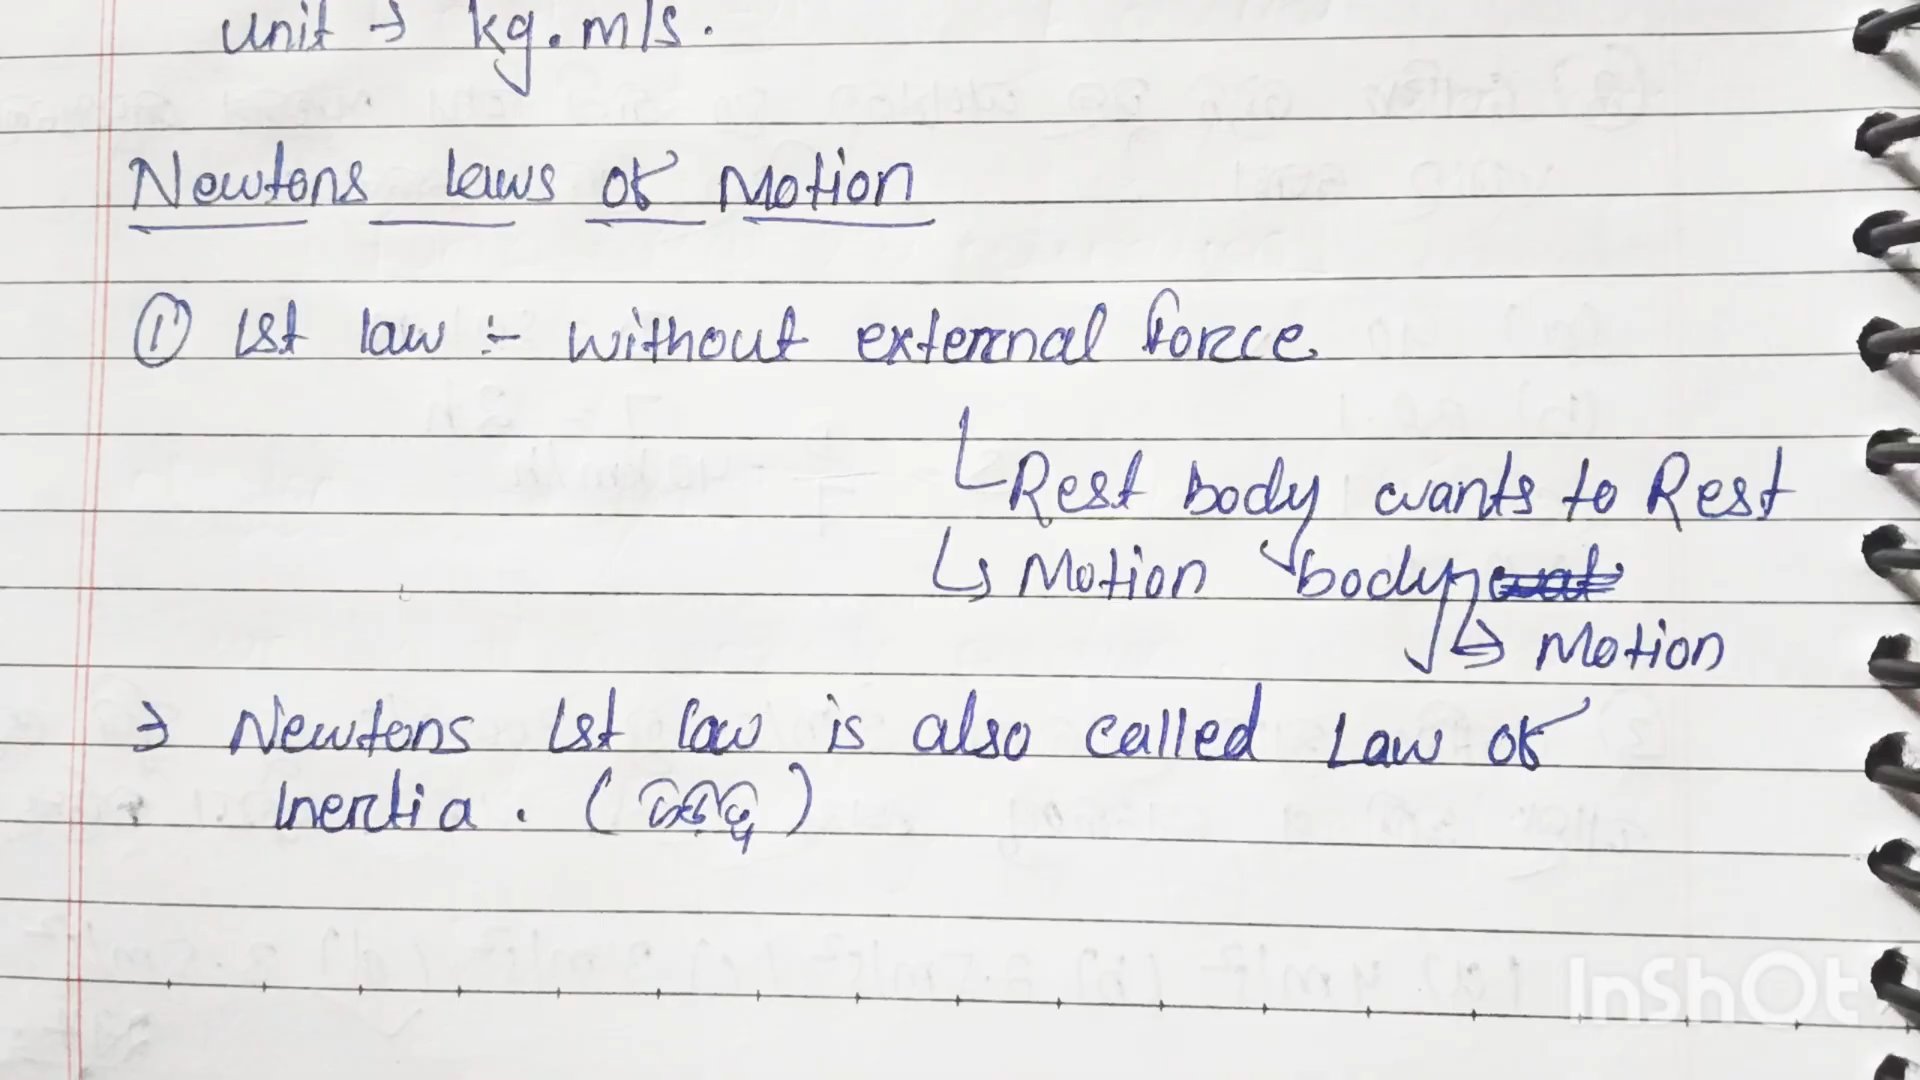 unit → kg.m/s.
Newtons laws of Motion
① 1st law :- without external force
Rest body wants to Rest
↳ Motion body
↳ Motion
⇒ Newtons 1st law is also called Law of
Inertia. (
InShOt